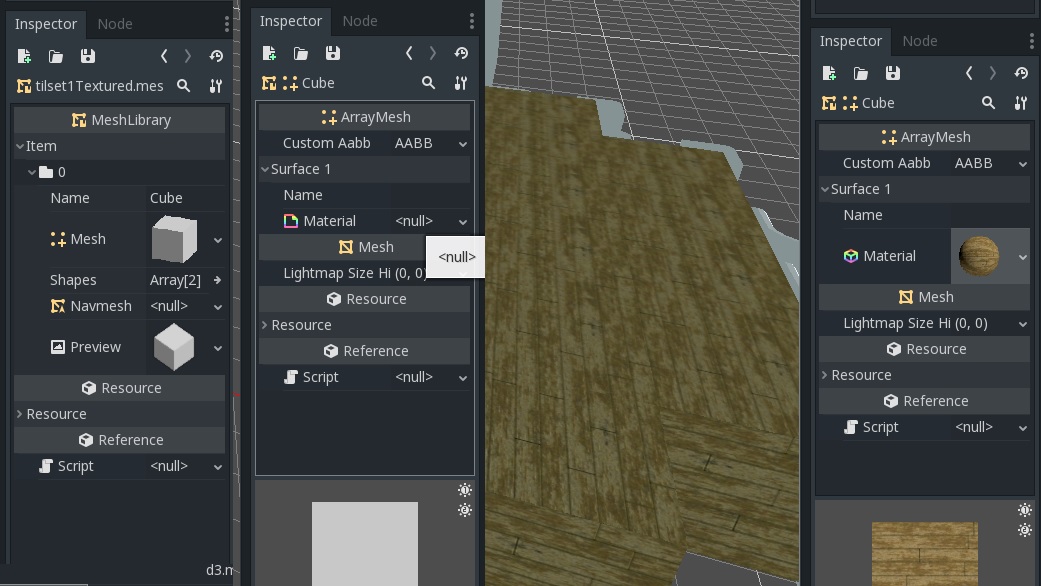 Inspector
Node
tilset1Textured.mes
MeshLibrary
Item
0
Name Cube
Mesh
Shapes Array[2]
Navmesh <null>
Preview
Resource
Resource
Reference
Script <null>
d3.m
Inspector
Node
Cube
ArrayMesh
Custom Aabb AABB
Surface 1
Name
Material <null>
Mesh
<null>
Lightmap Size Hi (0, 0)
Resource
Resource
Reference
Script <null>
Inspector
Node
Cube
ArrayMesh
Custom Aabb AABB
Surface 1
Name
Material
Mesh
Lightmap Size Hi (0, 0)
Resource
Resource
Reference
Script <null>